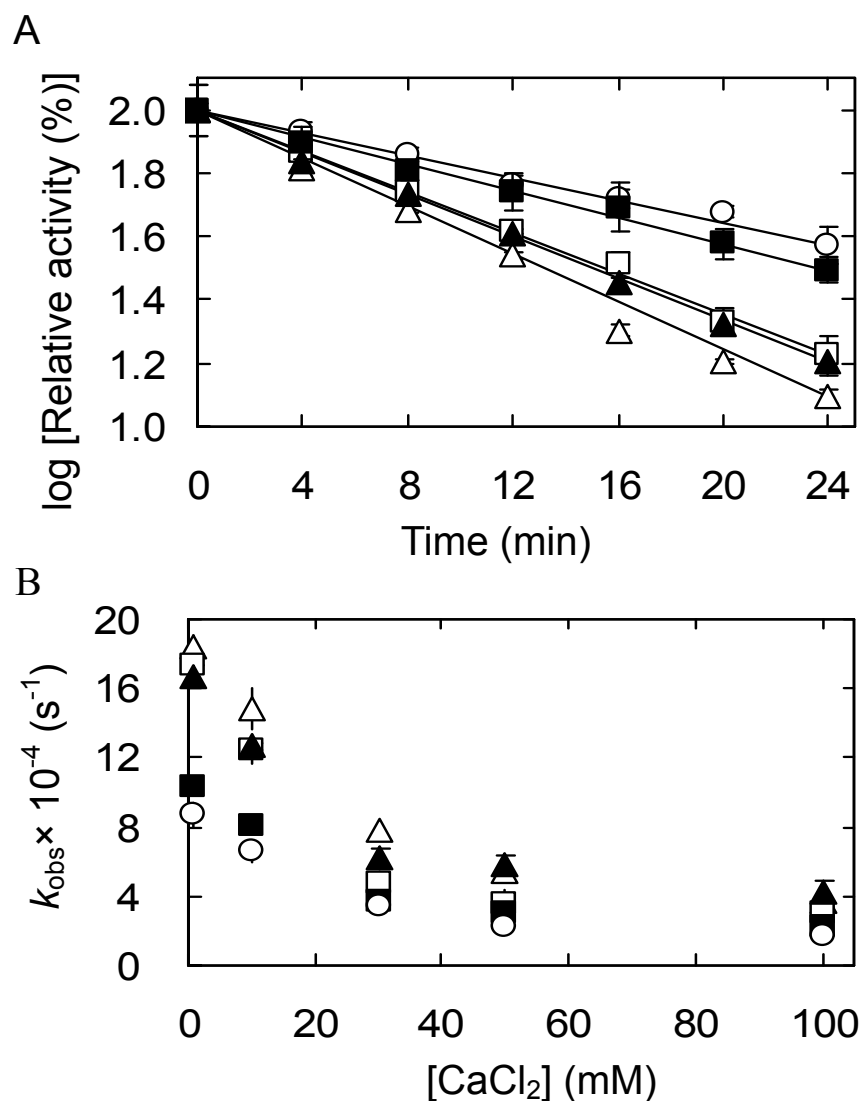 A
log [Relative activity (%)]
2.0
1.8
1.6
1.4
1.2
1.0
0 4 8 12 16 20 24
Time (min)
B
k_obs × 10⁻⁴ (s⁻¹)
20
16
12
8
4
0
0 20 40 60 80 100
[CaCl₂] (mM)